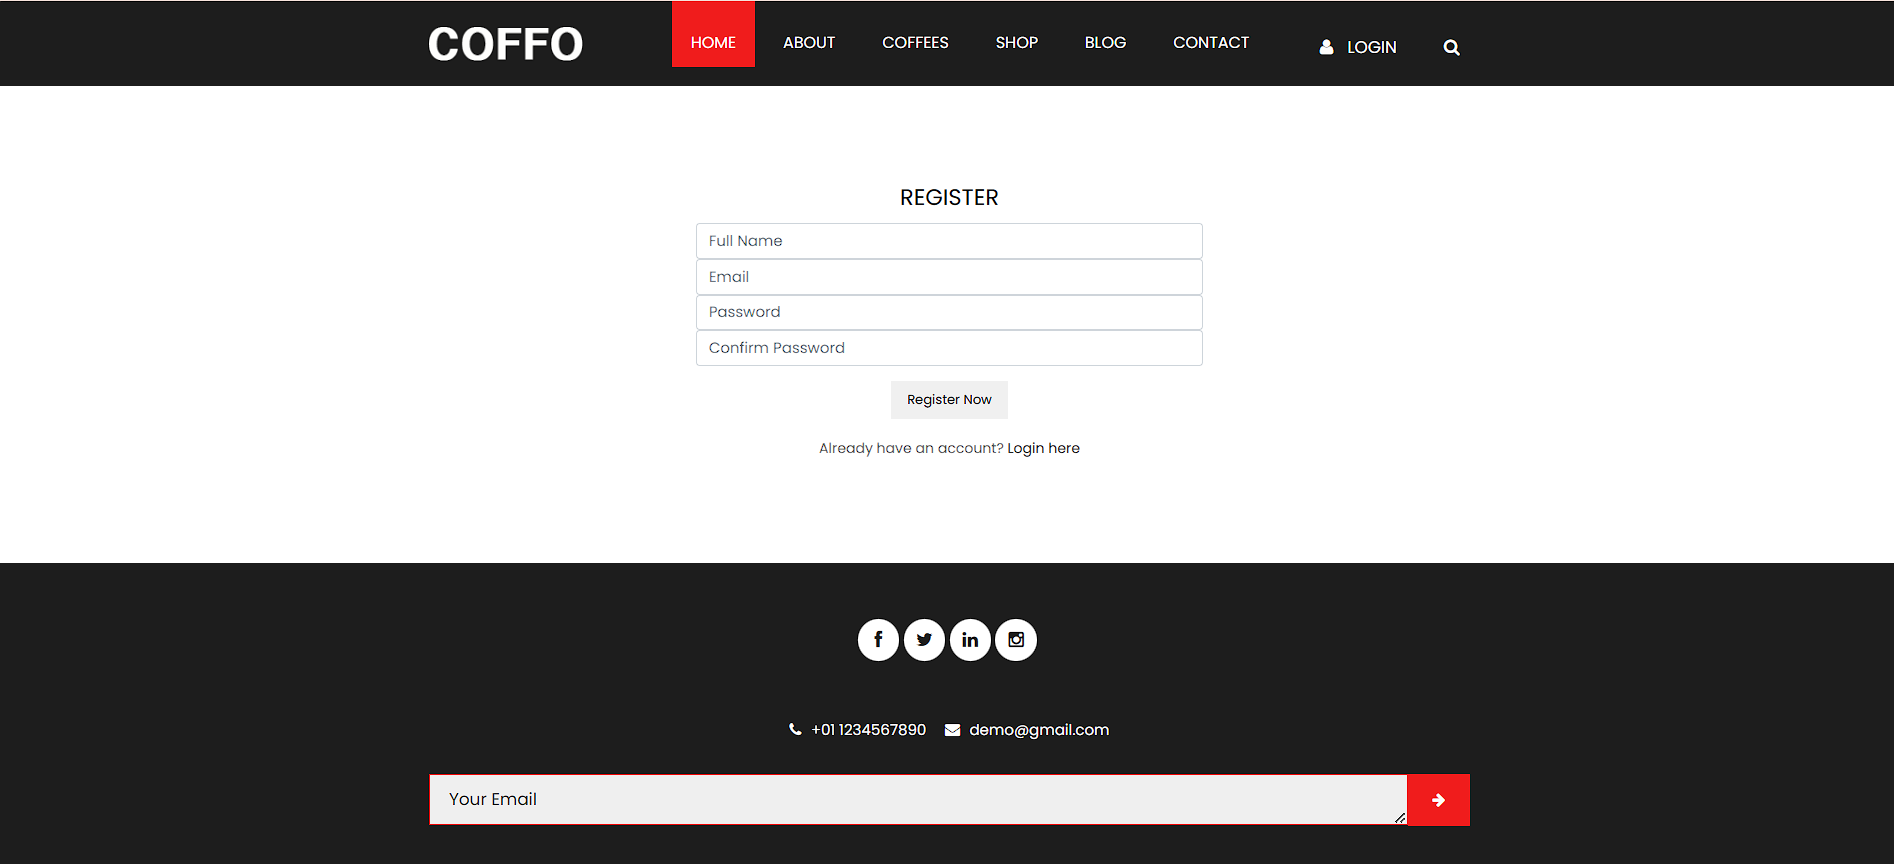 COFFO HOME ABOUT COFFEES SHOP BLOG CONTACT LOGIN
REGISTER
Full Name
Email
Password
Confirm Password
Register Now
Already have an account? Login here
+01 1234567890 demo@gmail.com
Your Email